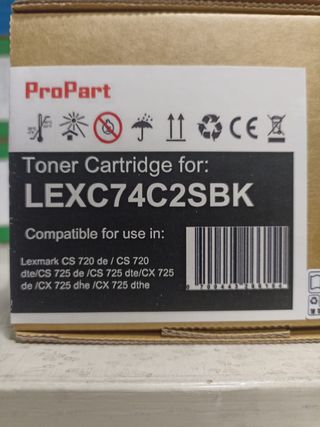 ProPart
CE
Toner Cartridge for:
LEXC74C2SBK
Compatible for use in:
Lexmark CS 720 de / CS 720
dte/CS 725 de /CS 725 dte/CX 725
de /CX 725 dhe /CX 725 dthe